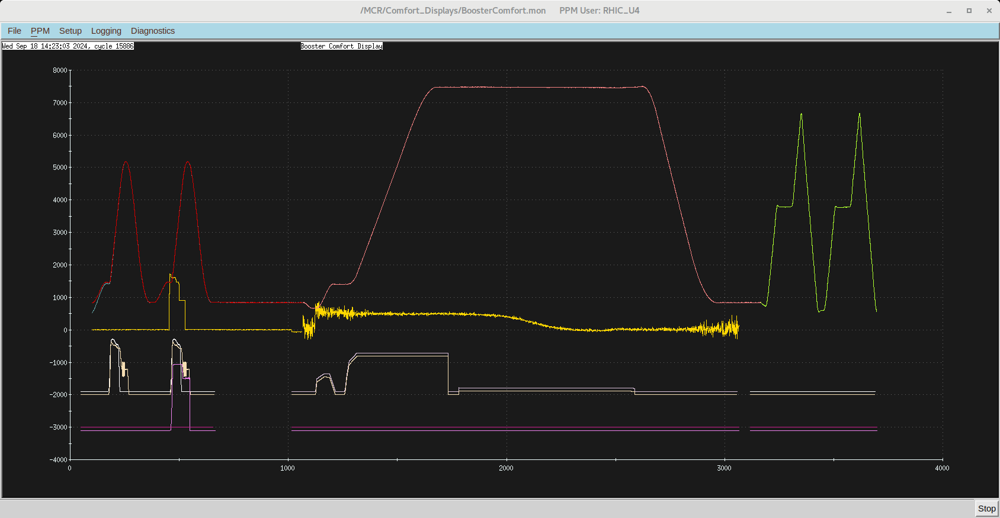 /MCR/Comfort_Displays/BoosterComfort.mon PPM User: RHIC_U4
File PPM Setup Logging Diagnostics
Wed Sep 18 14:23:03 2024, cycle 15886
Booster Comfort Display
8000
7000
6000
5000
4000
3000
2000
1000
0
-1000
-2000
-3000
-4000
0 1000 2000 3000 4000
Stop